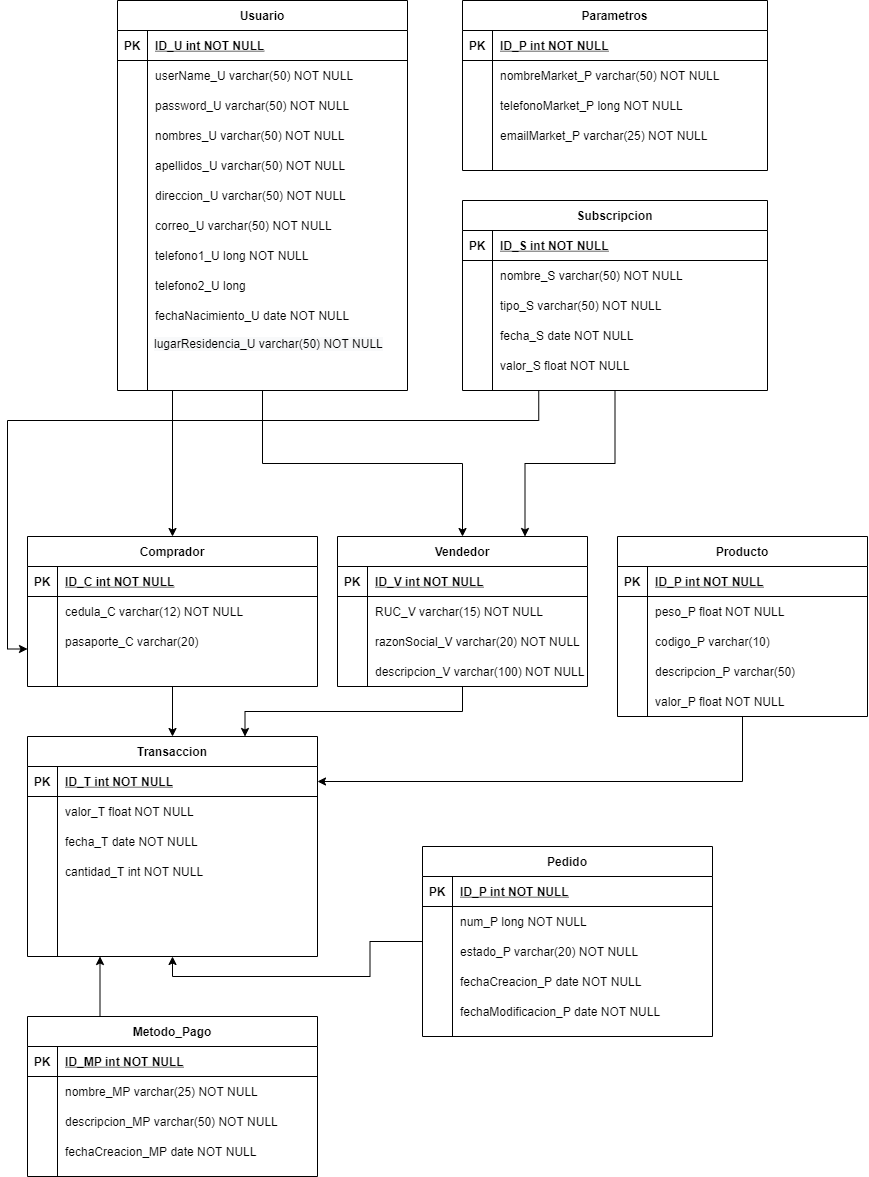 Usuario
PK ID_U int NOT NULL
userName_U varchar(50) NOT NULL
password_U varchar(50) NOT NULL
nombres_U varchar(50) NOT NULL
apellidos_U varchar(50) NOT NULL
direccion_U varchar(50) NOT NULL
correo_U varchar(50) NOT NULL
telefono1_U long NOT NULL
telefono2_U long
fechaNacimiento_U date NOT NULL
lugarResidencia_U varchar(50) NOT NULL
Parametros
PK ID_P int NOT NULL
nombreMarket_P varchar(50) NOT NULL
telefonoMarket_P long NOT NULL
emailMarket_P varchar(25) NOT NULL
Subscripcion
PK ID_S int NOT NULL
nombre_S varchar(50) NOT NULL
tipo_S varchar(50) NOT NULL
fecha_S date NOT NULL
valor_S float NOT NULL
Comprador
PK ID_C int NOT NULL
cedula_C varchar(12) NOT NULL
pasaporte_C varchar(20)
Vendedor
PK ID_V int NOT NULL
RUC_V varchar(15) NOT NULL
razonSocial_V varchar(20) NOT NULL
descripcion_V varchar(100) NOT NULL
Producto
PK ID_P int NOT NULL
peso_P float NOT NULL
codigo_P varchar(10)
descripcion_P varchar(50)
valor_P float NOT NULL
Transaccion
PK ID_T int NOT NULL
valor_T float NOT NULL
fecha_T date NOT NULL
cantidad_T int NOT NULL
Pedido
PK ID_P int NOT NULL
num_P long NOT NULL
estado_P varchar(20) NOT NULL
fechaCreacion_P date NOT NULL
fechaModificacion_P date NOT NULL
Metodo_Pago
PK ID_MP int NOT NULL
nombre_MP varchar(25) NOT NULL
descripcion_MP varchar(50) NOT NULL
fechaCreacion_MP date NOT NULL